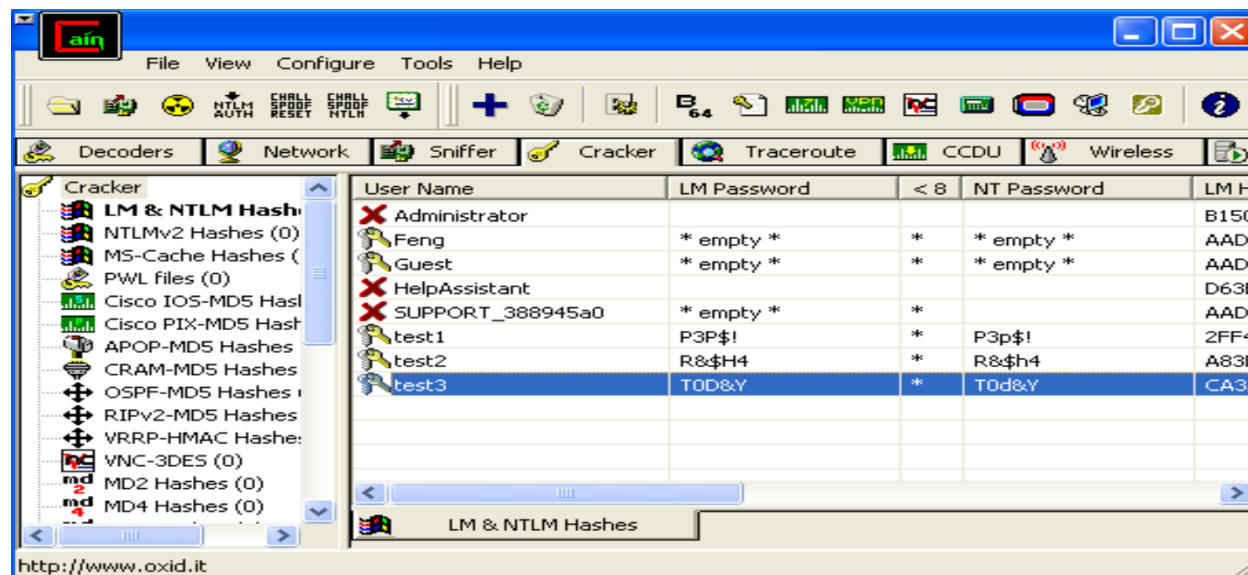 Cain
File View Configure Tools Help
NTLM AUTH CHALL SPOOF RESET CHALL SPOOF NTLM B 64 VPN
Decoders Network Sniffer Cracker Traceroute CCDU Wireless
Cracker
LM & NTLM Hash
NTLMv2 Hashes (0)
MS-Cache Hashes (
PWL files (0)
Cisco IOS-MD5 Hash
Cisco PIX-MD5 Hash
APOP-MD5 Hashes
CRAM-MD5 Hashes
OSPF-MD5 Hashes
RIPv2-MD5 Hashes
VRRP-HMAC Hashes
VNC-3DES (0)
MD2 Hashes (0)
MD4 Hashes (0)
User Name LM Password < 8 NT Password LM H
Administrator B150
Feng * empty * * * empty * AAD
Guest * empty * * * empty * AAD
HelpAssistant D63
SUPPORT_388945a0 * empty * * AAD
test1 P3P$! * P3p$! 2FF4
test2 R&$H4 * R&$h4 A83
test3 T0D&Y * T0d&Y CA3
LM & NTLM Hashes
http://www.oxid.it